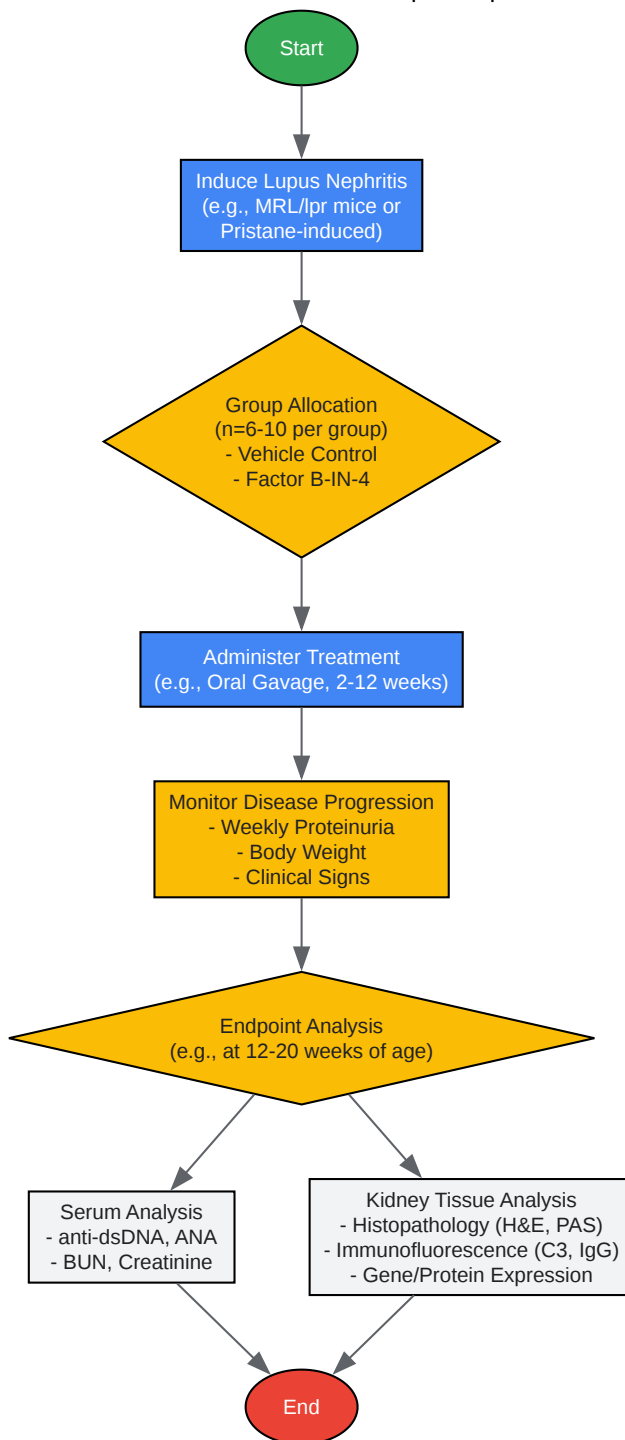 Start
Induce Lupus Nephritis
(e.g., MRL/lpr mice or
Pristane-induced)
Group Allocation
(n=6-10 per group)
- Vehicle Control
- Factor B-IN-4
Administer Treatment
(e.g., Oral Gavage, 2-12 weeks)
Monitor Disease Progression
- Weekly Proteinuria
- Body Weight
- Clinical Signs
Endpoint Analysis
(e.g., at 12-20 weeks of age)
Serum Analysis
- anti-dsDNA, ANA
- BUN, Creatinine
Kidney Tissue Analysis
- Histopathology (H&E, PAS)
- Immunofluorescence (C3, IgG)
- Gene/Protein Expression
End